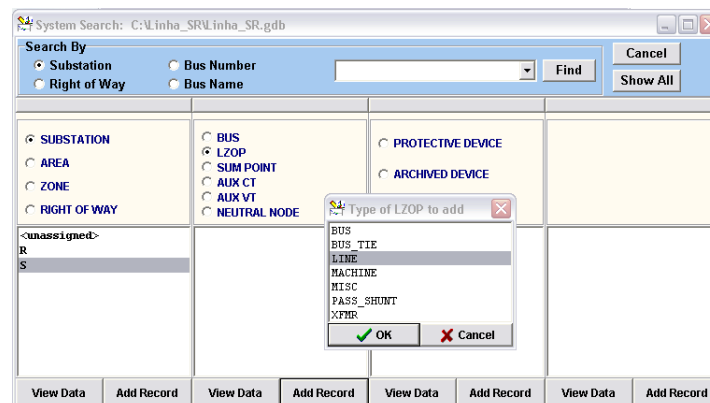 System Search: C:\Linha_SR\Linha_SR.gdb
Search By
Substation
Bus Number
Right of Way
Bus Name
Find
Cancel
Show All
SUBSTATION
AREA
ZONE
RIGHT OF WAY
BUS
LZOP
SUM POINT
AUX CT
AUX VT
NEUTRAL NODE
PROTECTIVE DEVICE
ARCHIVED DEVICE
<unassigned>
R
S
Type of LZOP to add
BUS
BUS_TIE
LINE
MACHINE
MISC
PASS_SHUNT
XFMR
OK
Cancel
View Data
Add Record
View Data
Add Record
View Data
Add Record
View Data
Add Record